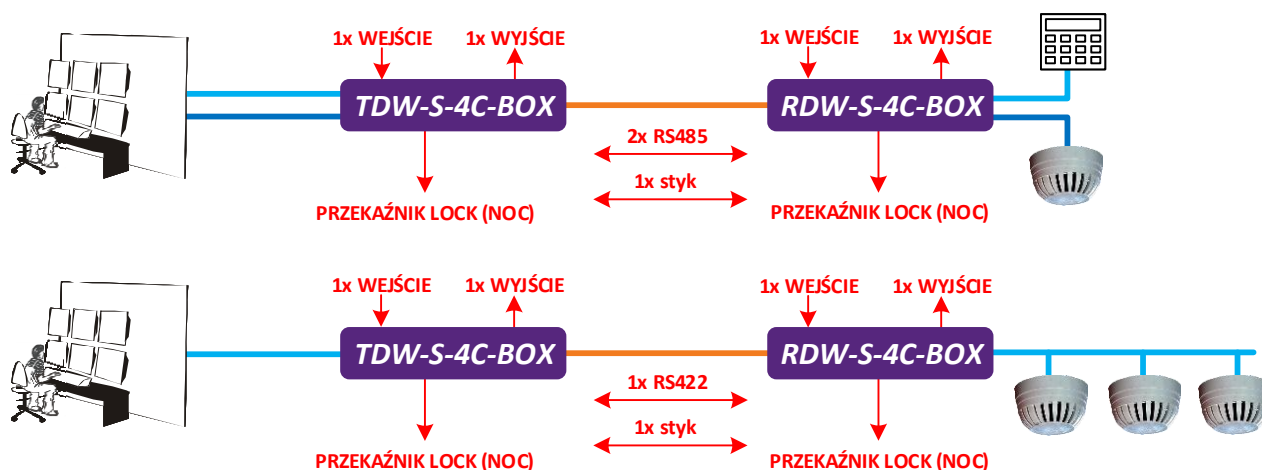 1x WEJŚCIE 1x WYJŚCIE 1x WEJŚCIE 1x WYJŚCIE
TDW-S-4C-BOX RDW-S-4C-BOX
2x RS485
1x styk
PRZEKAŹNIK LOCK (NOC) PRZEKAŹNIK LOCK (NOC)
1x WEJŚCIE 1x WYJŚCIE 1x WEJŚCIE 1x WYJŚCIE
TDW-S-4C-BOX RDW-S-4C-BOX
1x RS422
1x styk
PRZEKAŹNIK LOCK (NOC) PRZEKAŹNIK LOCK (NOC)